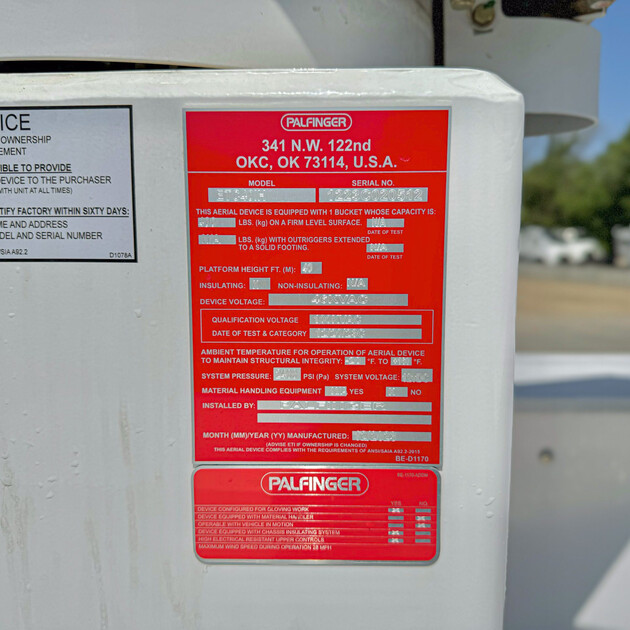 ICE
OWNERSHIP
EMENT
IBLE TO PROVIDE
DEVICE TO THE PURCHASER
WITH UNIT AT ALL TIMES)
TIFY FACTORY WITHIN SIXTY DAYS:
ME AND ADDRESS
DEL AND SERIAL NUMBER
/SIA A92.2
D1078A
PALFINGER
341 N.W. 122nd
OKC, OK 73114, U.S.A.
MODEL SERIAL NO.
THIS AERIAL DEVICE IS EQUIPPED WITH 1 BUCKET WHOSE CAPACITY IS:
LBS. (kg) ON A FIRM LEVEL SURFACE. N/A
DATE OF TEST
LBS. (kg) WITH OUTRIGGERS EXTENDED
TO A SOLID FOOTING. N/A
DATE OF TEST
PLATFORM HEIGHT FT. (M):
INSULATING: NON-INSULATING: N/A
DEVICE VOLTAGE:
QUALIFICATION VOLTAGE
DATE OF TEST & CATEGORY
AMBIENT TEMPERATURE FOR OPERATION OF AERIAL DEVICE
TO MAINTAIN STRUCTURAL INTEGRITY: °F. TO °F.
SYSTEM PRESSURE: PSI (Pa) SYSTEM VOLTAGE:
MATERIAL HANDLING EQUIPMENT YES NO
INSTALLED BY:
MONTH (MM)/YEAR (YY) MANUFACTURED:
(ADVISE ETI IF OWNERSHIP IS CHANGED)
THIS AERIAL DEVICE COMPLIES WITH THE REQUIREMENTS OF ANSI/SAIA A92.2-2015
BE-D1170
PALFINGER
YES NO
DEVICE CONFIGURED FOR GLOVING WORK
DEVICE EQUIPPED WITH MATERIAL HANDLER
OPERABLE WITH VEHICLE IN MOTION
DEVICE EQUIPPED WITH CHASSIS INSULATING SYSTEM
HIGH ELECTRICAL RESISTANT UPPER CONTROLS
MAXIMUM WIND SPEED DURING OPERATION 28 MPH